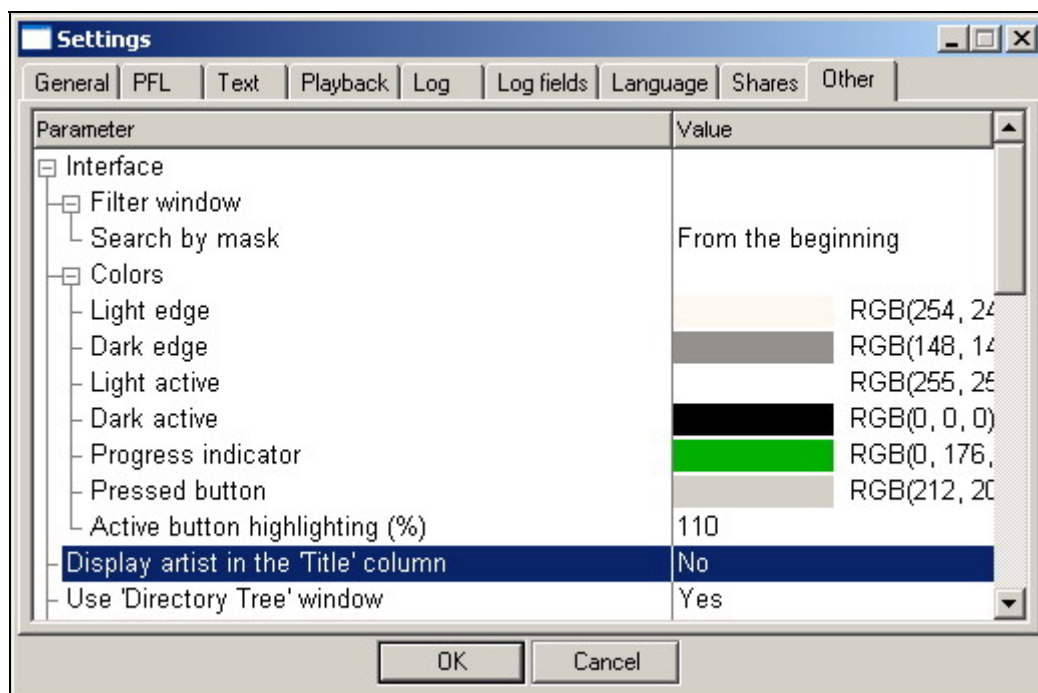 Settings
General PFL Text Playback Log Log fields Language Shares Other
Parameter Value
Interface
Filter window
Search by mask From the beginning
Colors
Light edge RGB(254, 24
Dark edge RGB(148, 14
Light active RGB(255, 25
Dark active RGB(0, 0, 0)
Progress indicator RGB(0, 176,
Pressed button RGB(212, 20
Active button highlighting (%) 110
Display artist in the 'Title' column No
Use 'Directory Tree' window Yes
OK Cancel